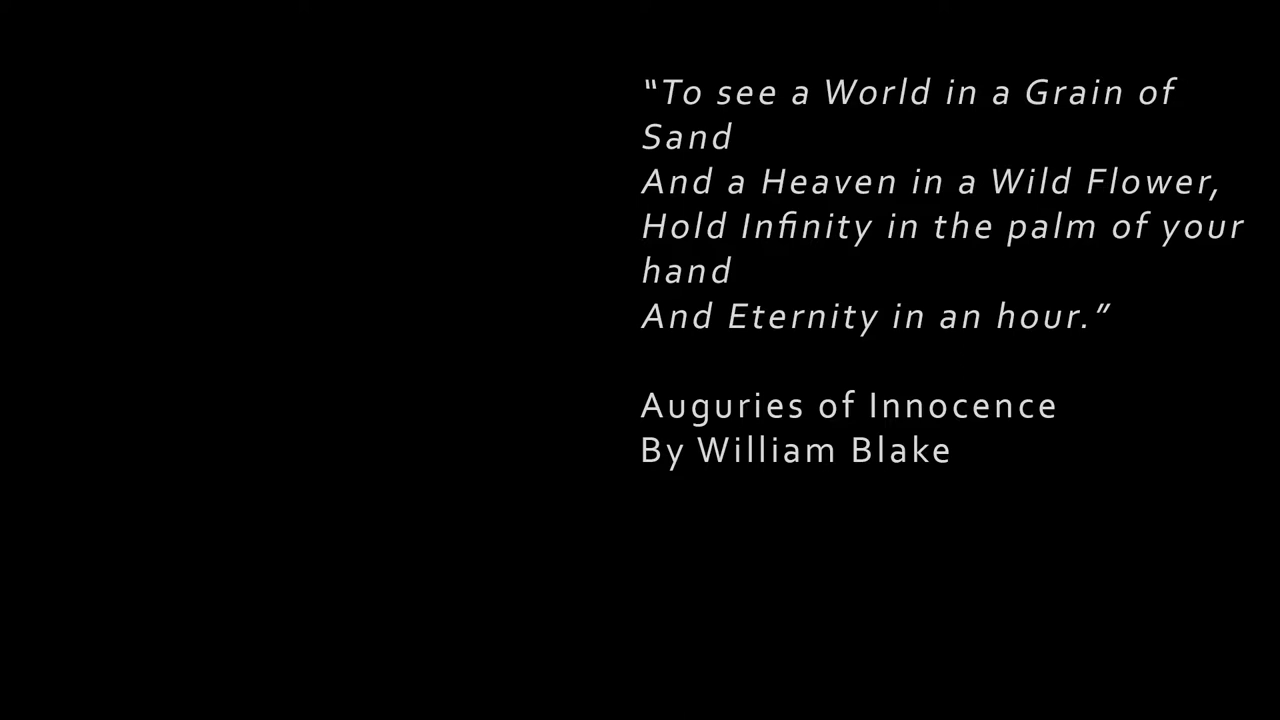 “To see a World in a Grain of
Sand
And a Heaven in a Wild Flower,
Hold Infinity in the palm of your
hand
And Eternity in an hour.”
Auguries of Innocence
By William Blake